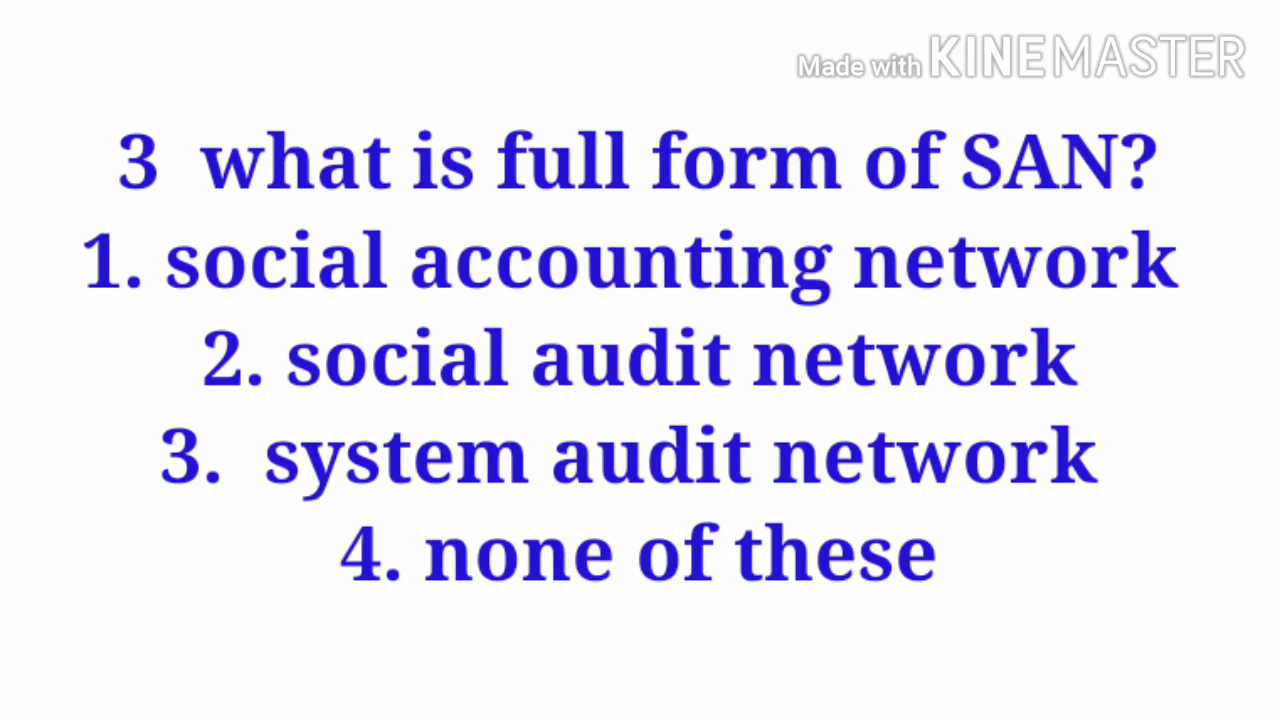 Made with KINEMASTER
3 what is full form of SAN?
1. social accounting network
2. social audit network
3. system audit network
4. none of these